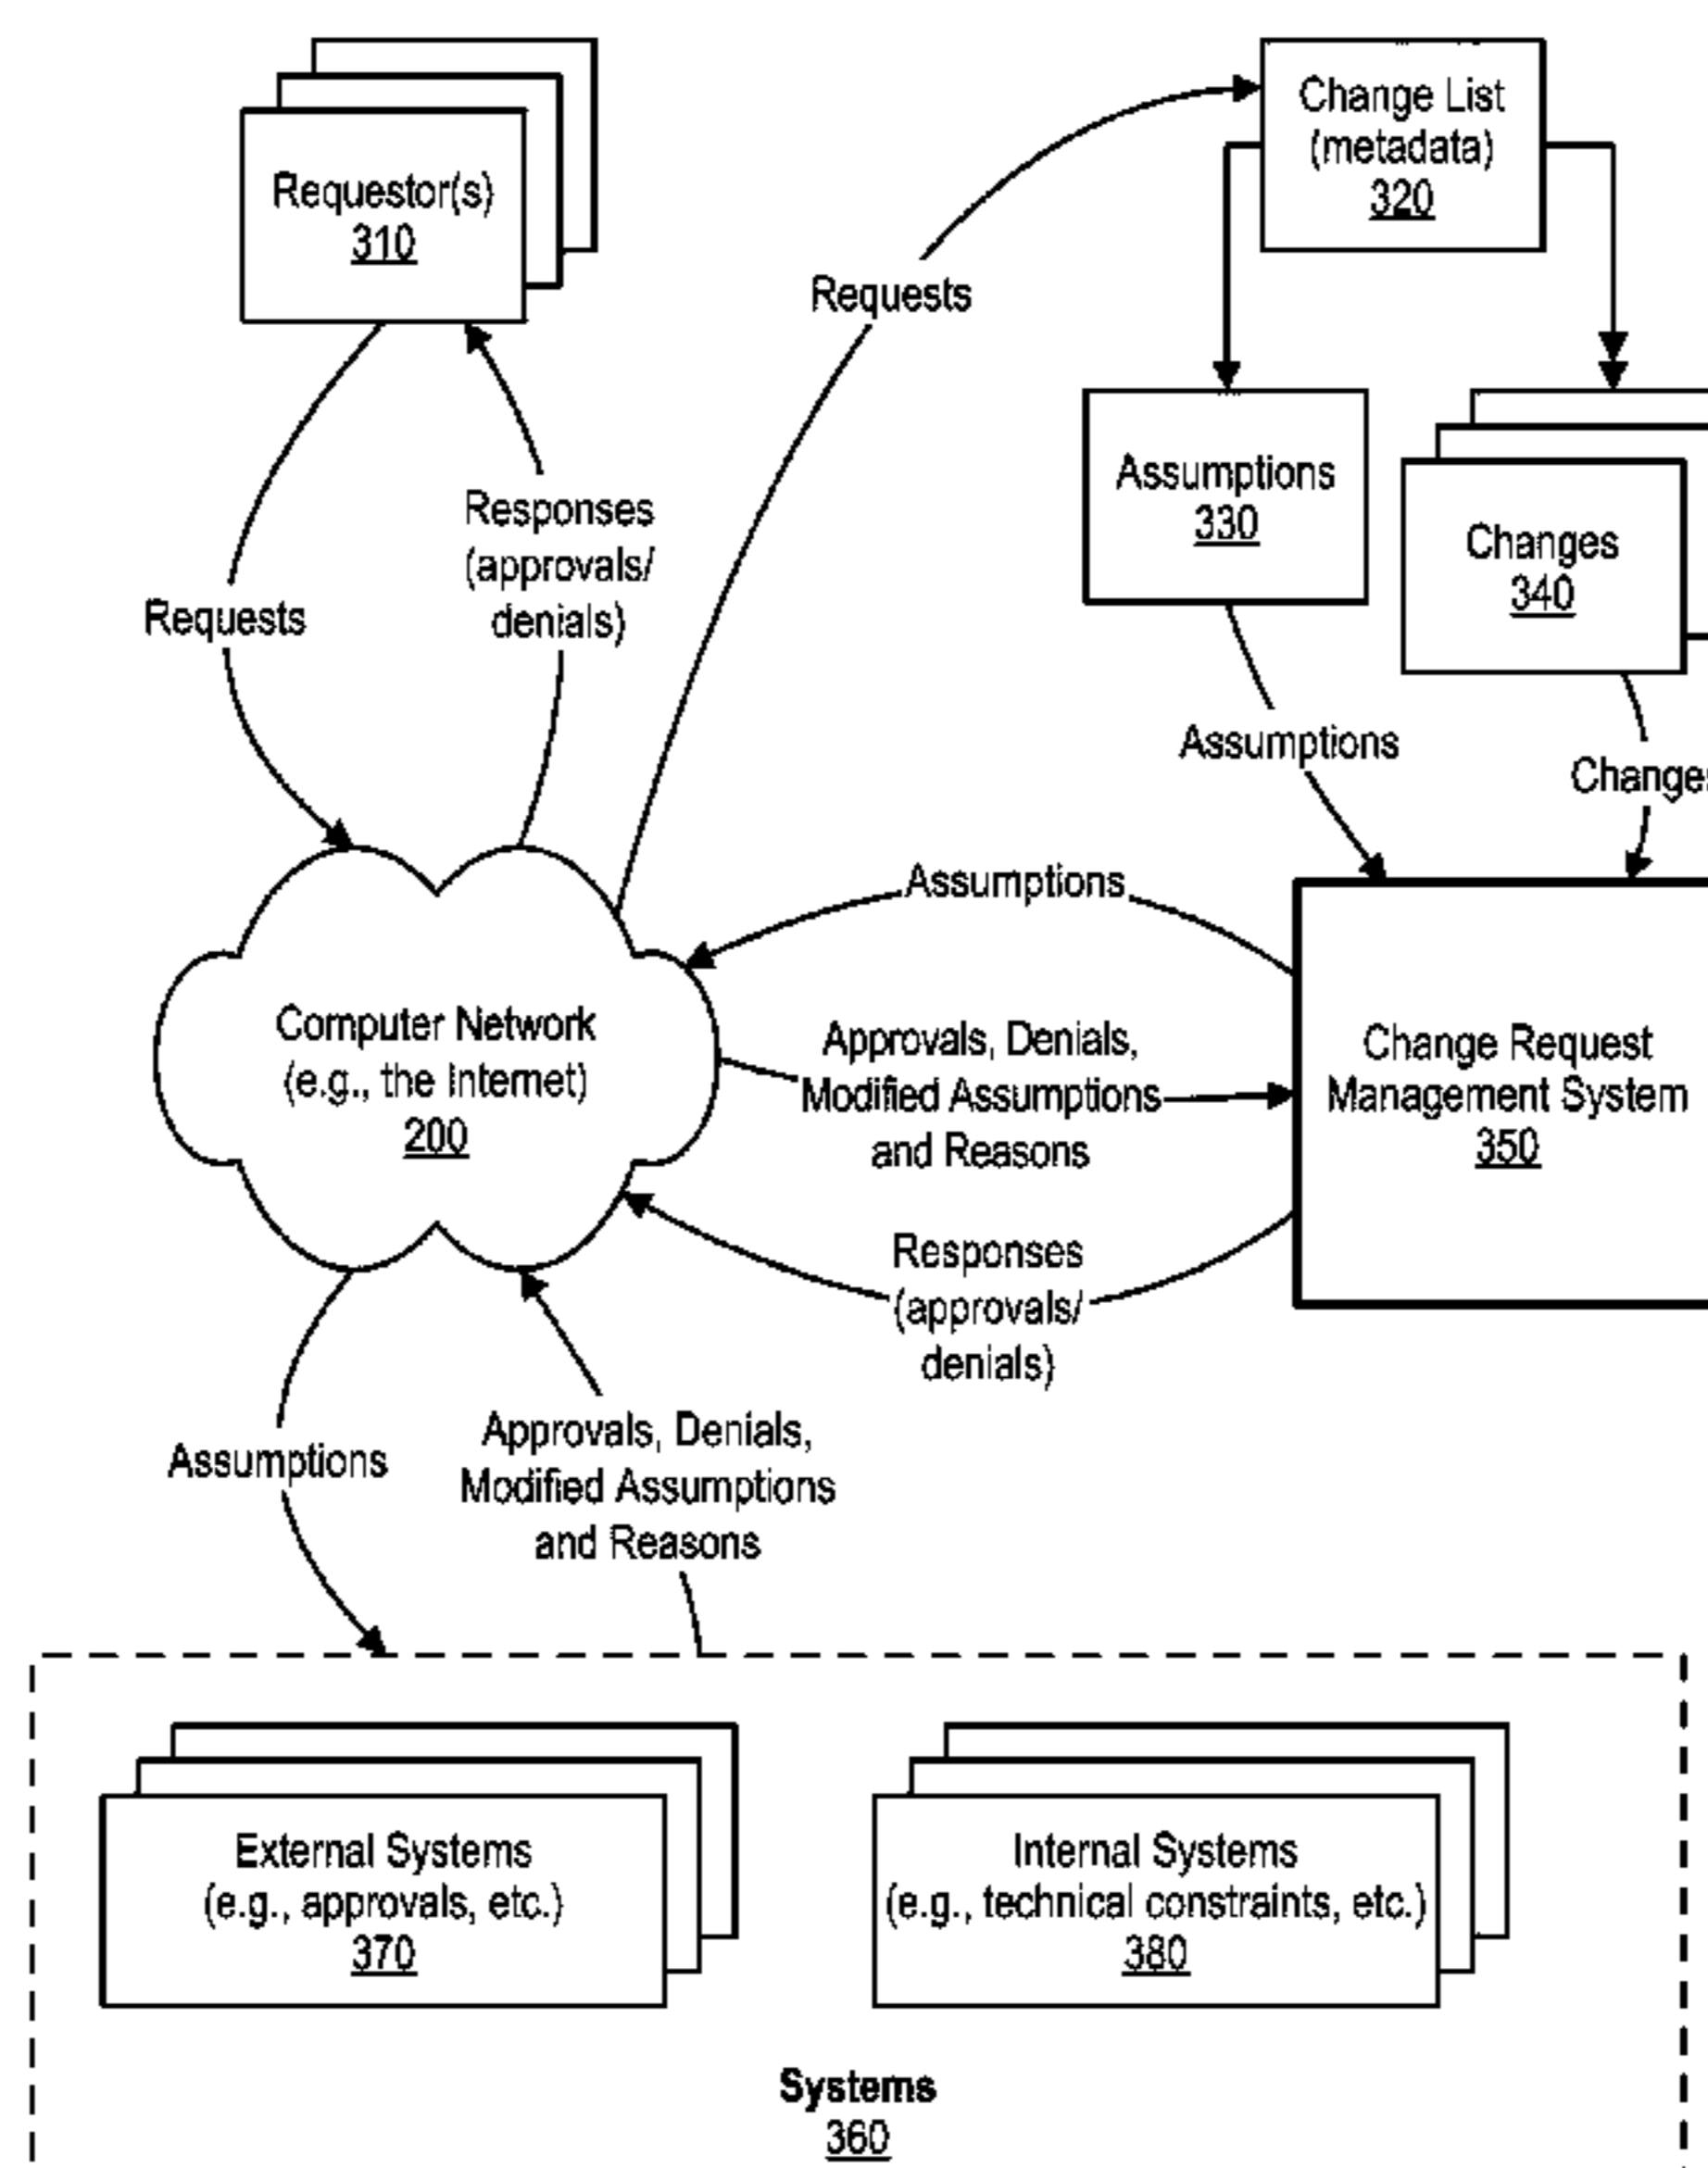 Requestor(s)
310
Change List
(metadata)
320
Requests
Assumptions
330
Changes
340
Responses
(approvals/
denials)
Requests
Assumptions
Changes
Assumptions
Computer Network
(e.g., the Internet)
200
Approvals, Denials,
Modified Assumptions
and Reasons
Change Request
Management System
350
Responses
(approvals/
denials)
Assumptions
Approvals, Denials,
Modified Assumptions
and Reasons
External Systems
(e.g., approvals, etc.)
370
Internal Systems
(e.g., technical constraints, etc.)
380
Systems
360